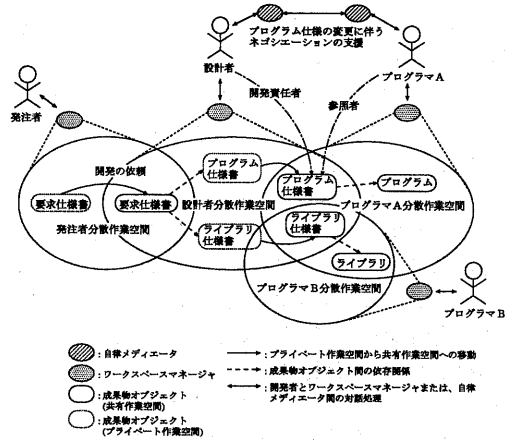 プログラム仕様の変更に伴う
ネゴシエーションの支援
設計者
プログラマA
開発責任者
参照者
発注者
開発の依頼
プログラム
仕様書
プログラム
仕様書
プログラム
要求仕様書
要求仕様書
設計者分散作業空間
プログラマA分散作業空間
発注者分散作業空間
ライブラリ
仕様書
ライブラリ
仕様書
ライブラリ
プログラマB分散作業空間
プログラマB
:自律メディエータ
:ワークスペースマネージャ
:成果物オブジェクト
(共有作業空間)
:成果物オブジェクト
(プライベート作業空間)
:プライベート作業空間から共有作業空間への移動
:成果物オブジェクト間の依存関係
:開発者とワークスペースマネージャまたは、自律
メディエータ間の対話処理